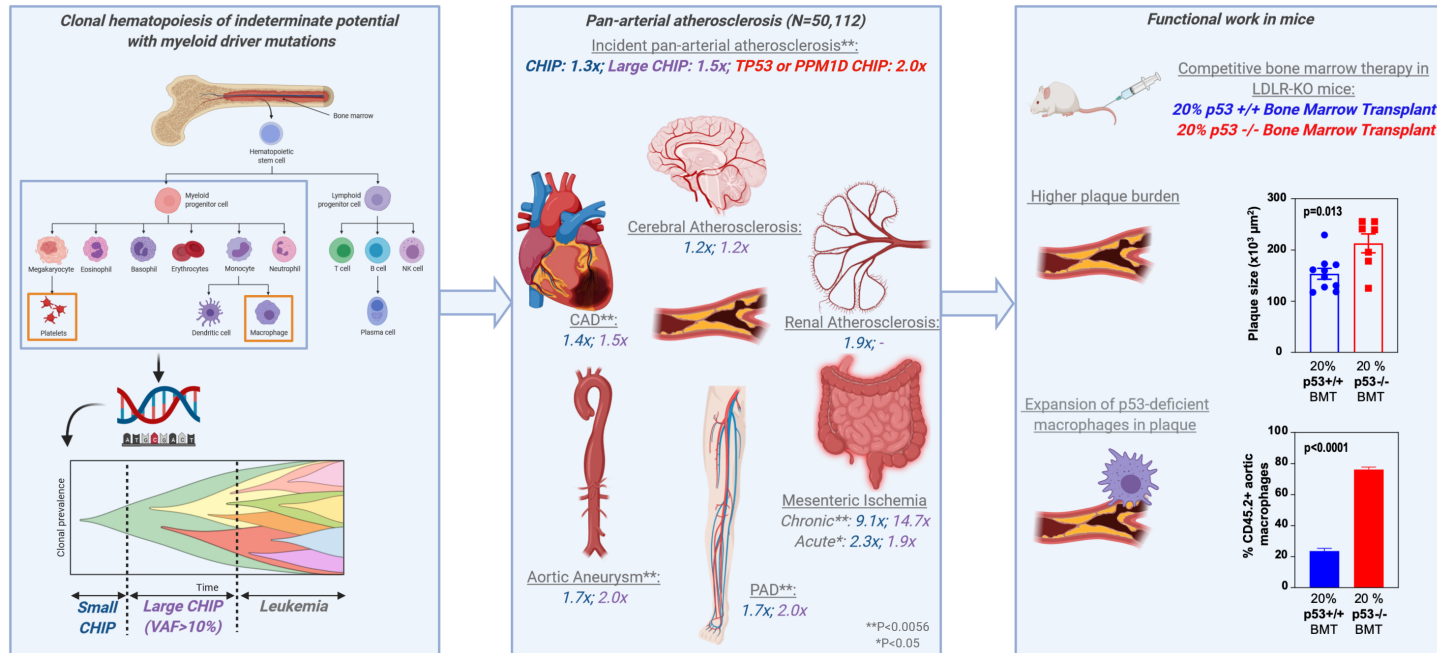 Clonal hematopoiesis of indeterminate potential
with myeloid driver mutations
Bone marrow
Hematopoietic
stem cell
Myeloid
progenitor cell
Lymphoid
progenitor cell
Megakaryocyte
Eosinophil
Basophil
Erythrocytes
Monocyte
Neutrophil
T cell
B cell
NK cell
Platelets
Dendritic cell
Macrophage
Plasma cell
A T G C G A C T
Clonal prevalence
Time
Small
CHIP
Large CHIP
(VAF>10%)
Leukemia
Pan-arterial atherosclerosis (N=50,112)
Incident pan-arterial atherosclerosis**:
CHIP: 1.3x; Large CHIP: 1.5x; TP53 or PPM1D CHIP: 2.0x
Cerebral Atherosclerosis:
1.2x; 1.2x
CAD**:
1.4x; 1.5x
Renal Atherosclerosis:
1.9x; -
Mesenteric Ischemia
Chronic**: 9.1x; 14.7x
Acute*: 2.3x; 1.9x
Aortic Aneurysm**:
1.7x; 2.0x
PAD**:
1.7x; 2.0x
**P<0.0056
*P<0.05
Functional work in mice
Competitive bone marrow therapy in
LDLR-KO mice:
20% p53 +/+ Bone Marrow Transplant
20% p53 -/- Bone Marrow Transplant
Higher plaque burden
Plaque size (x10³ µm²)
300
200
100
0
p=0.013
20%
p53+/+
BMT
20 %
p53-/-
BMT
Expansion of p53-deficient
macrophages in plaque
% CD45.2+ aortic
macrophages
100
80
60
40
20
0
p<0.0001
20%
p53+/+
BMT
20 %
p53-/-
BMT